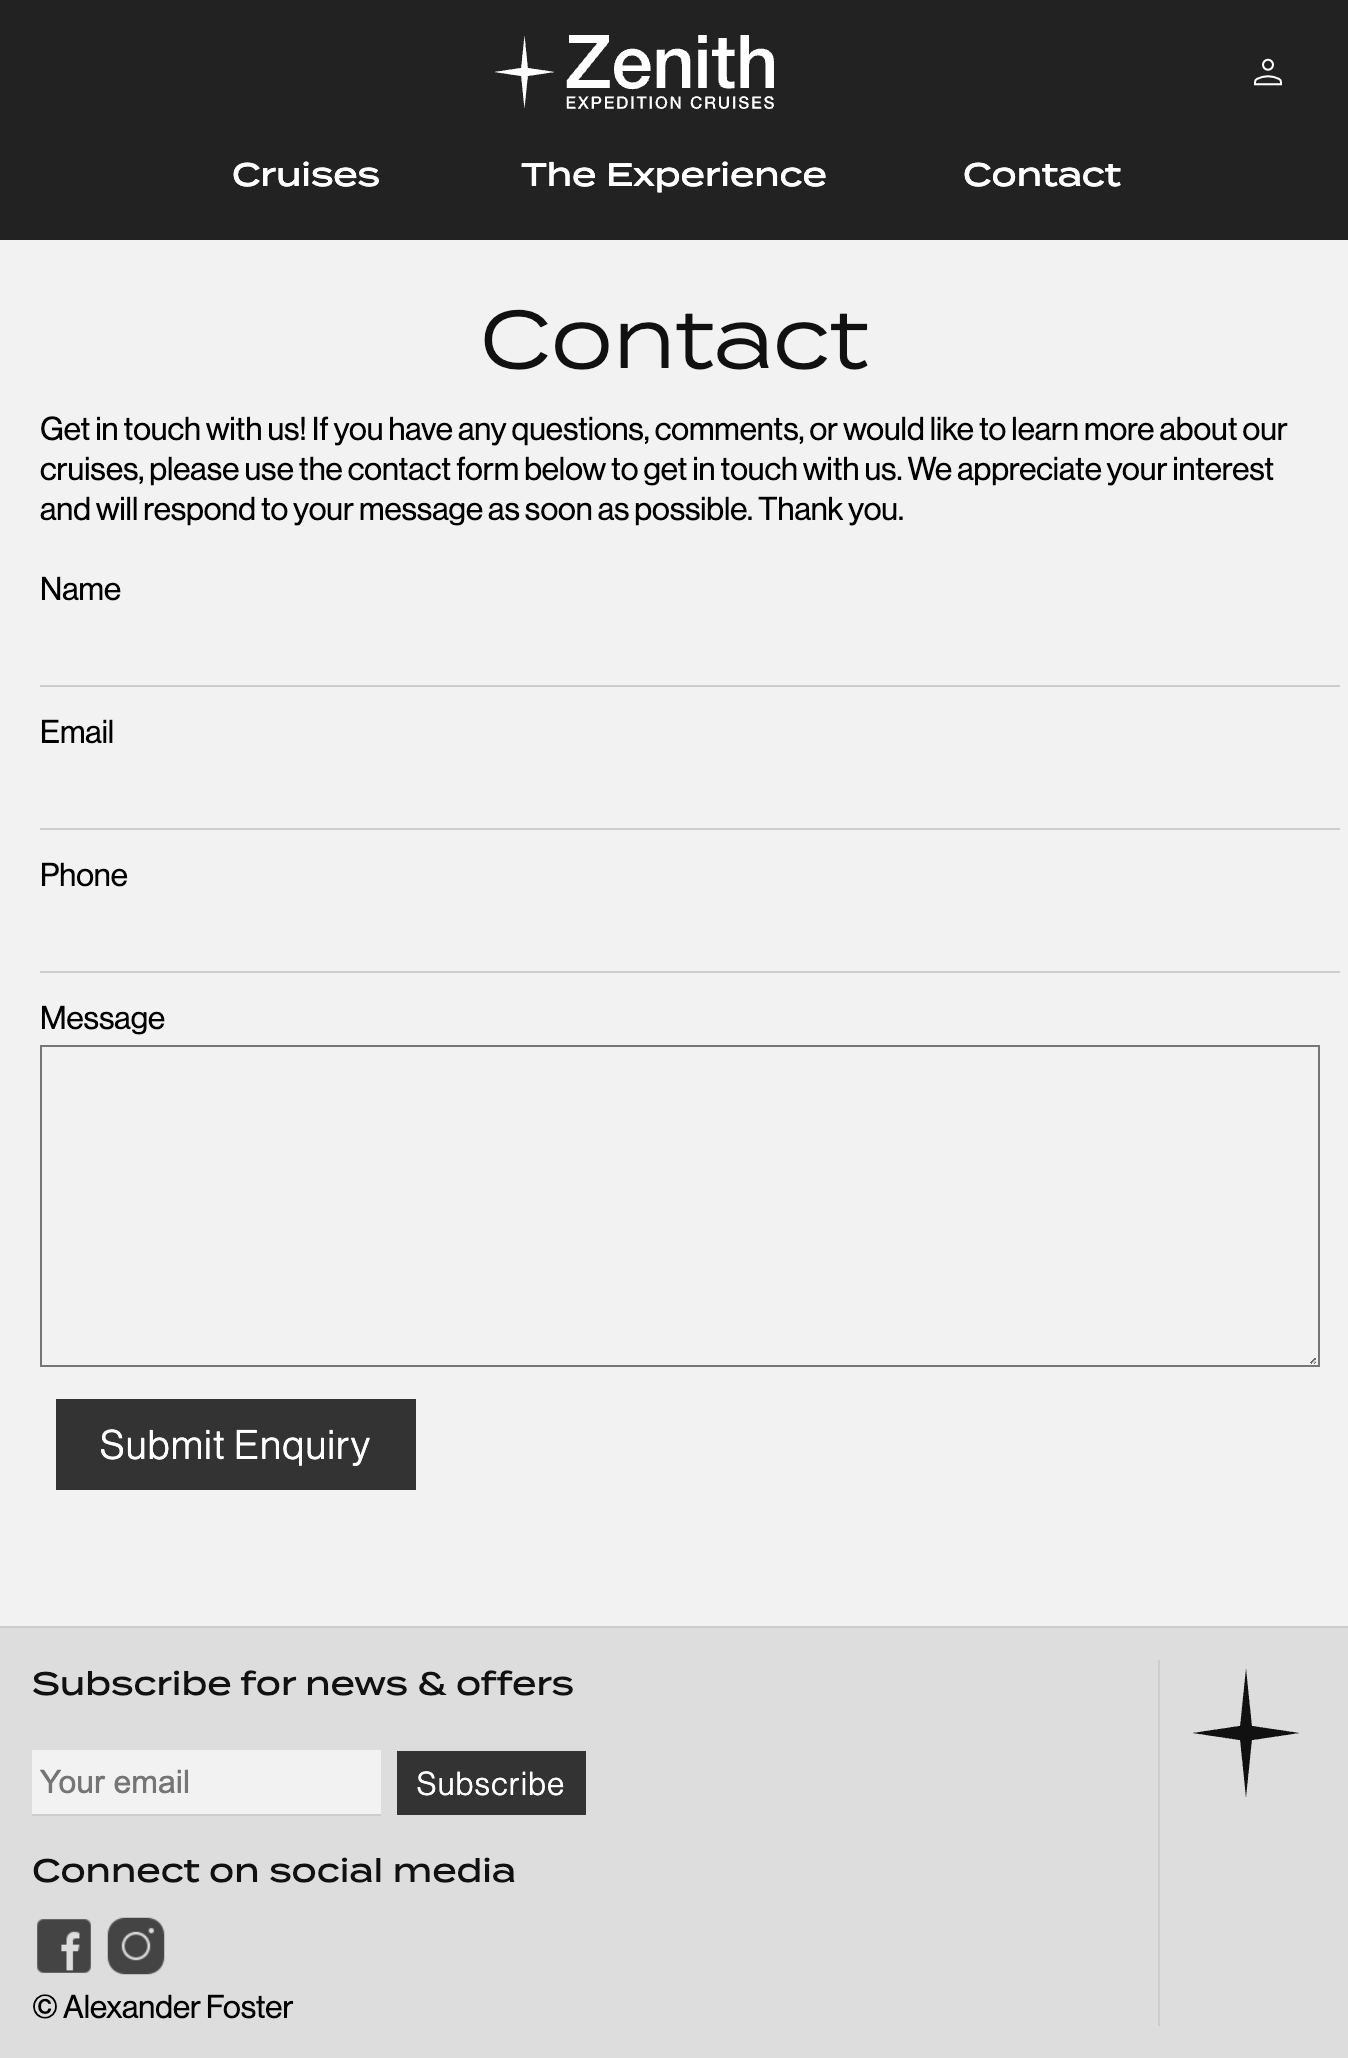 Zenith
EXPEDITION CRUISES
Cruises The Experience Contact
Contact
Get in touch with us! If you have any questions, comments, or would like to learn more about our
cruises, please use the contact form below to get in touch with us. We appreciate your interest
and will respond to your message as soon as possible. Thank you.
Name
Email
Phone
Message
Submit Enquiry
Subscribe for news & offers
Your email Subscribe
Connect on social media
© Alexander Foster